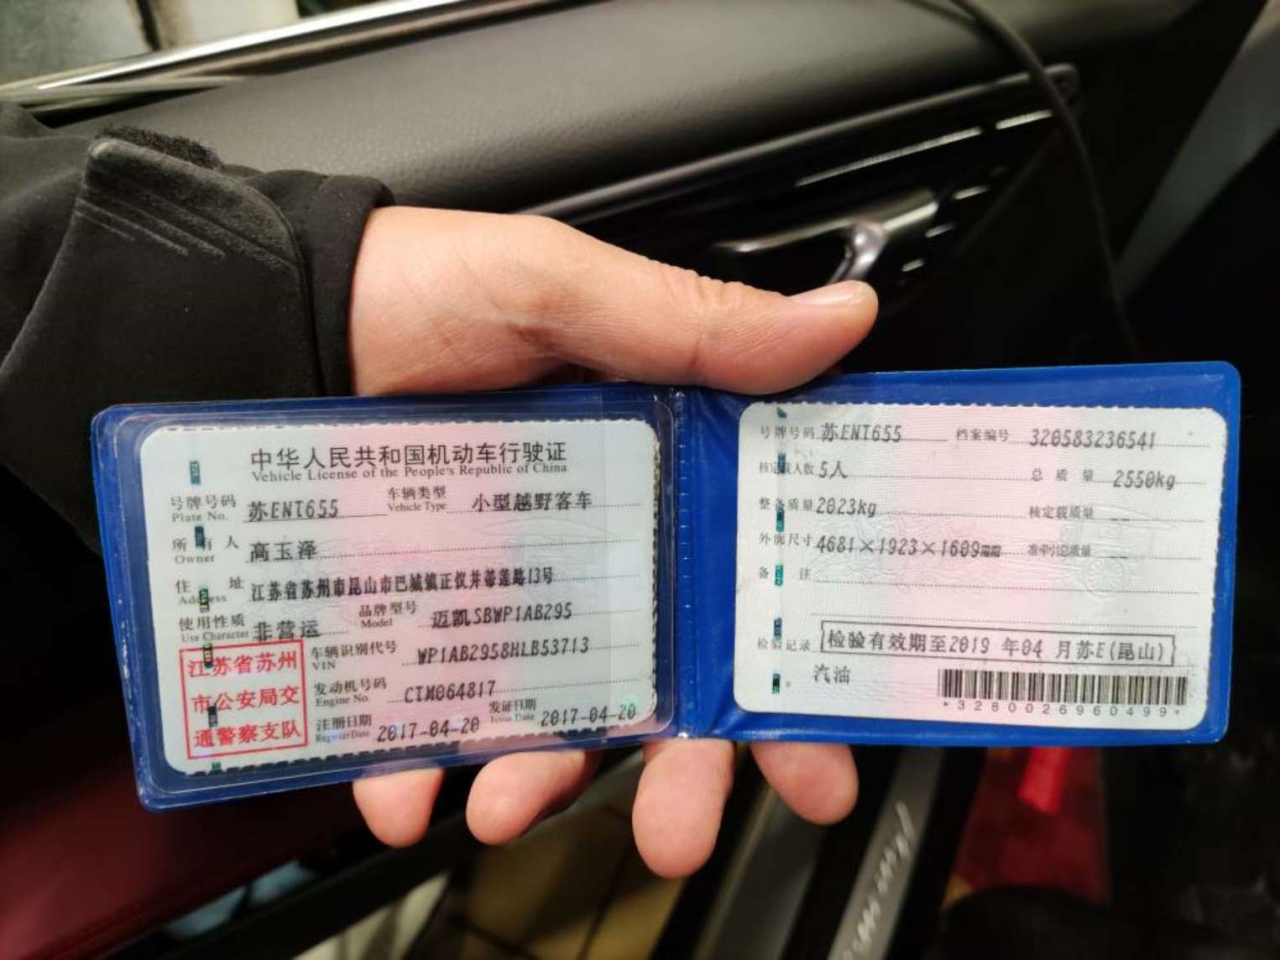 中华人民共和国机动车行驶证
Vehicle License of the People's Republic of China
号牌号码 苏ENT655 车辆类型 小型越野客车
Plate No. Vehicle Type
所有人 高玉泽
Owner
住址 江苏省苏州市昆山市巴城镇正仪并蒂莲路13号
Address
使用性质 非营运 品牌型号 迈凯SBWP1AB295
Use Character Model
江苏省苏州
市公安局交
通警察支队
车辆识别代号 WP1AB2958HLB53713
VIN
发动机号码 CTM064817
Engine No.
注册日期 2017-04-20 发证日期 2017-04-20
Register Date Issue Date
号牌号码 苏ENT655 档案编号 320583236541
核定载人数 5人 总质量 2550kg
整备质量 2023kg 核定载质量 --
外廓尺寸 4681×1923×1609mm 准牵引总质量 --
备注
检验记录 检验有效期至2019年04月苏E(昆山)
汽油
*3280026960499*